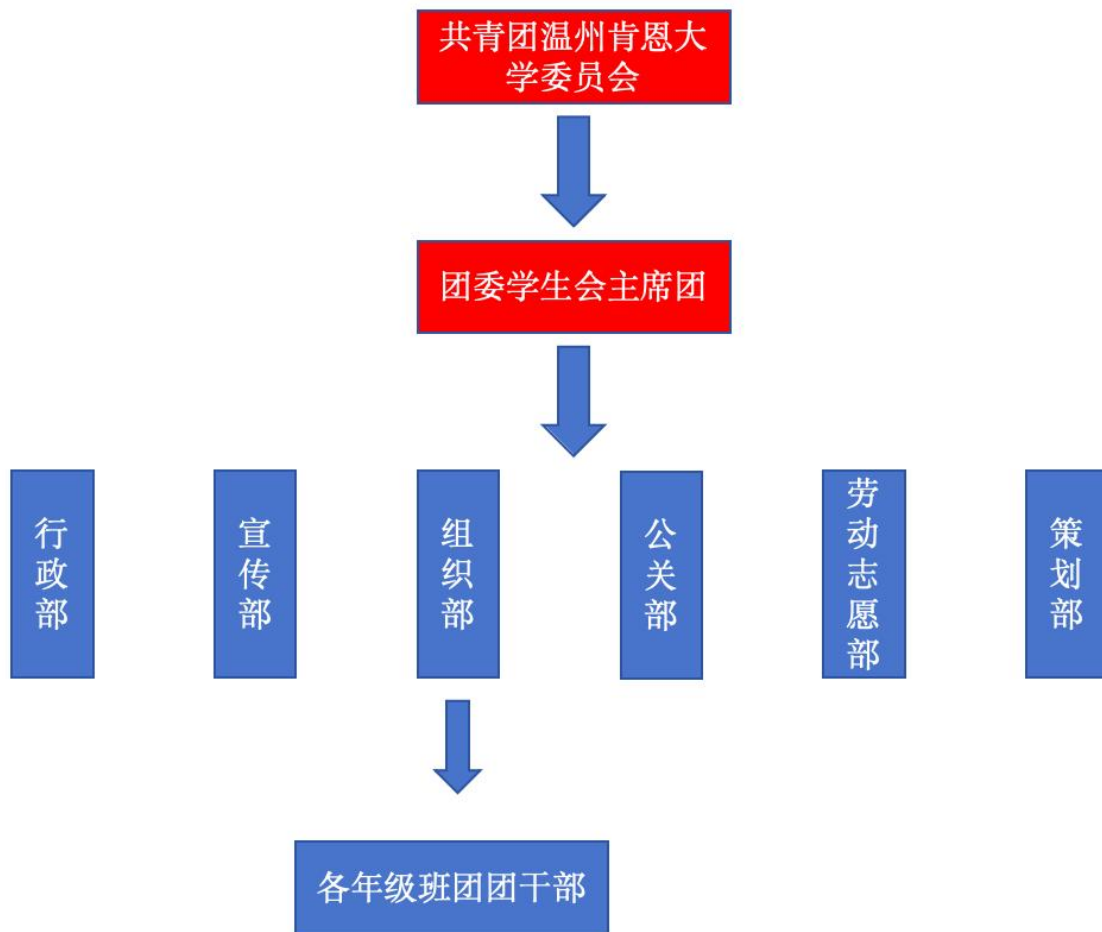 共青团温州肯恩大
学委员会
团委学生会主席团
行政部
宣传部
组织部
公关部
劳动志愿部
策划部
各年级班团团干部